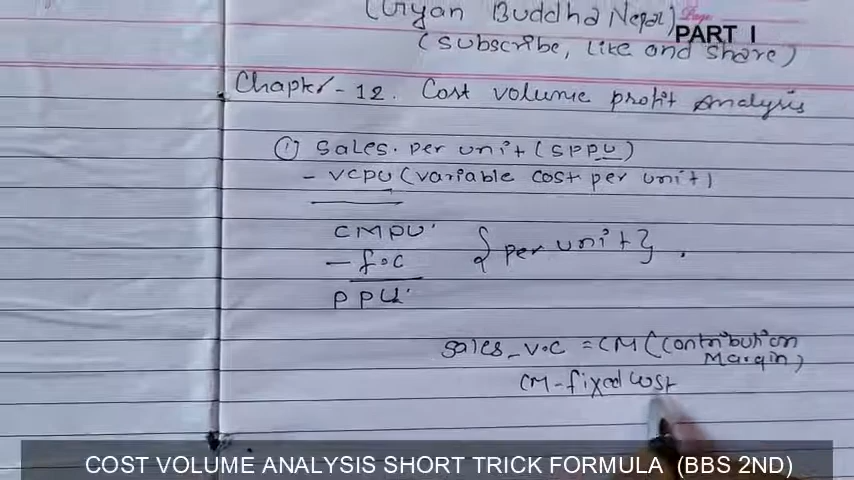 (Gyan Buddha Nepal)
PART I
(Subscribe, Like and Share)
Chapter-12. Cost volume profit Analysis
① Sales.per unit (SPPU)
- VCPU (variable cost per unit)
CMPU
- f.c {per unit}.
PPU
Sales - V.C = CM (Contribution
Margin)
CM - fixed cost
COST VOLUME ANALYSIS SHORT TRICK FORMULA (BBS 2ND)